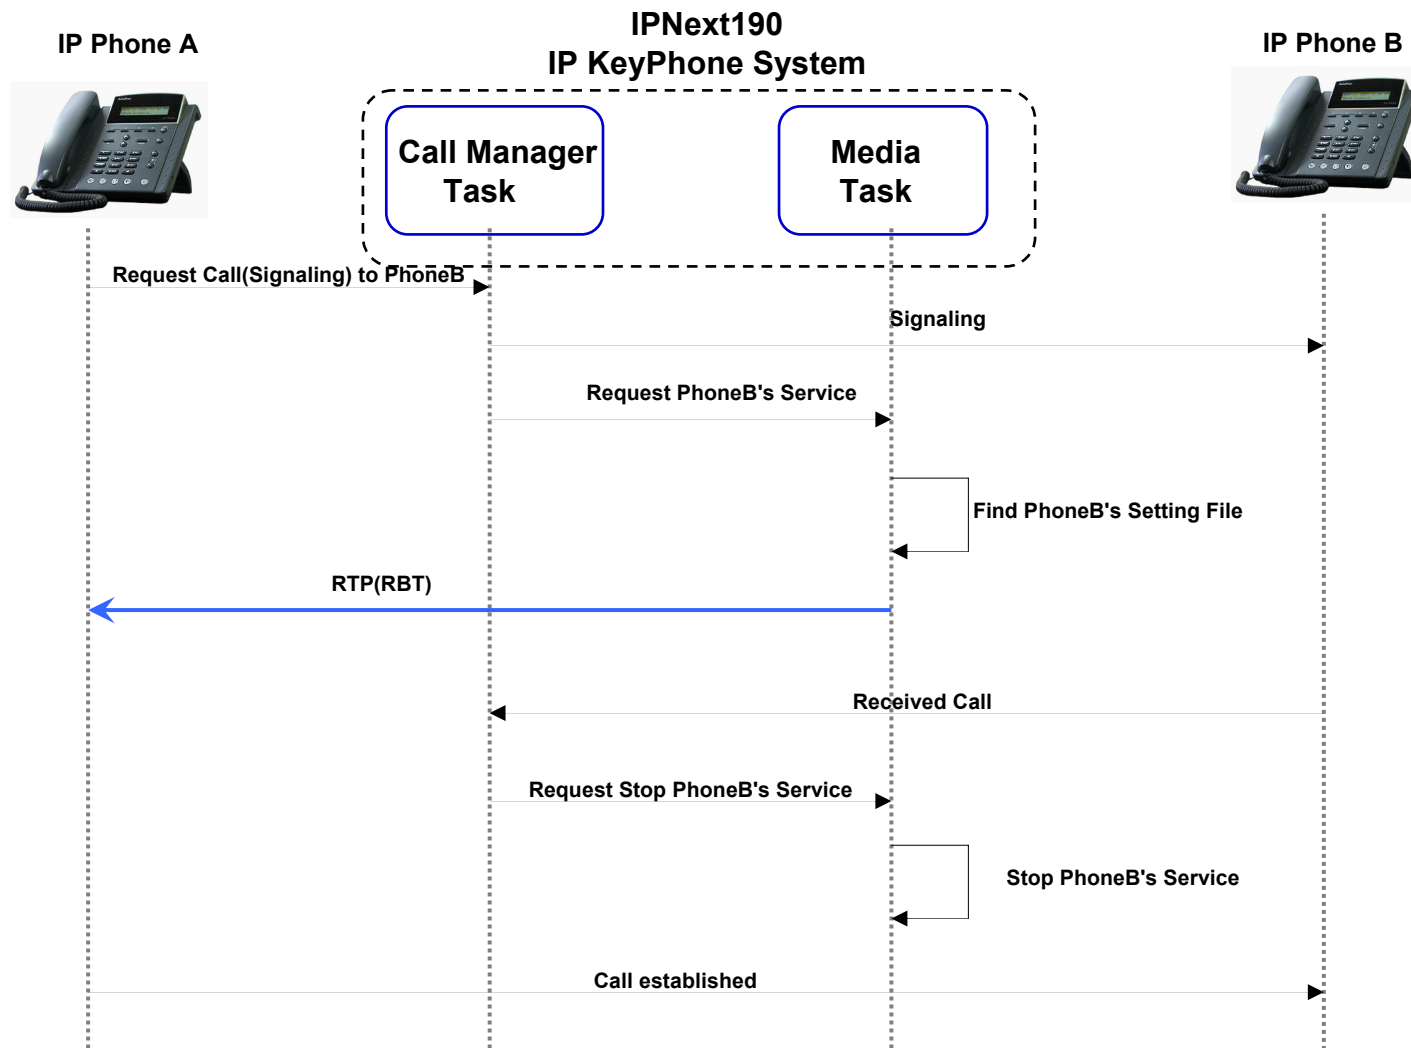 IPNext190
IP KeyPhone System
IP Phone A
IP Phone B
Call Manager
Task
Media
Task
Request Call(Signaling) to PhoneB
Signaling
Request PhoneB's Service
Find PhoneB's Setting File
RTP(RBT)
Received Call
Request Stop PhoneB's Service
Stop PhoneB's Service
Call established